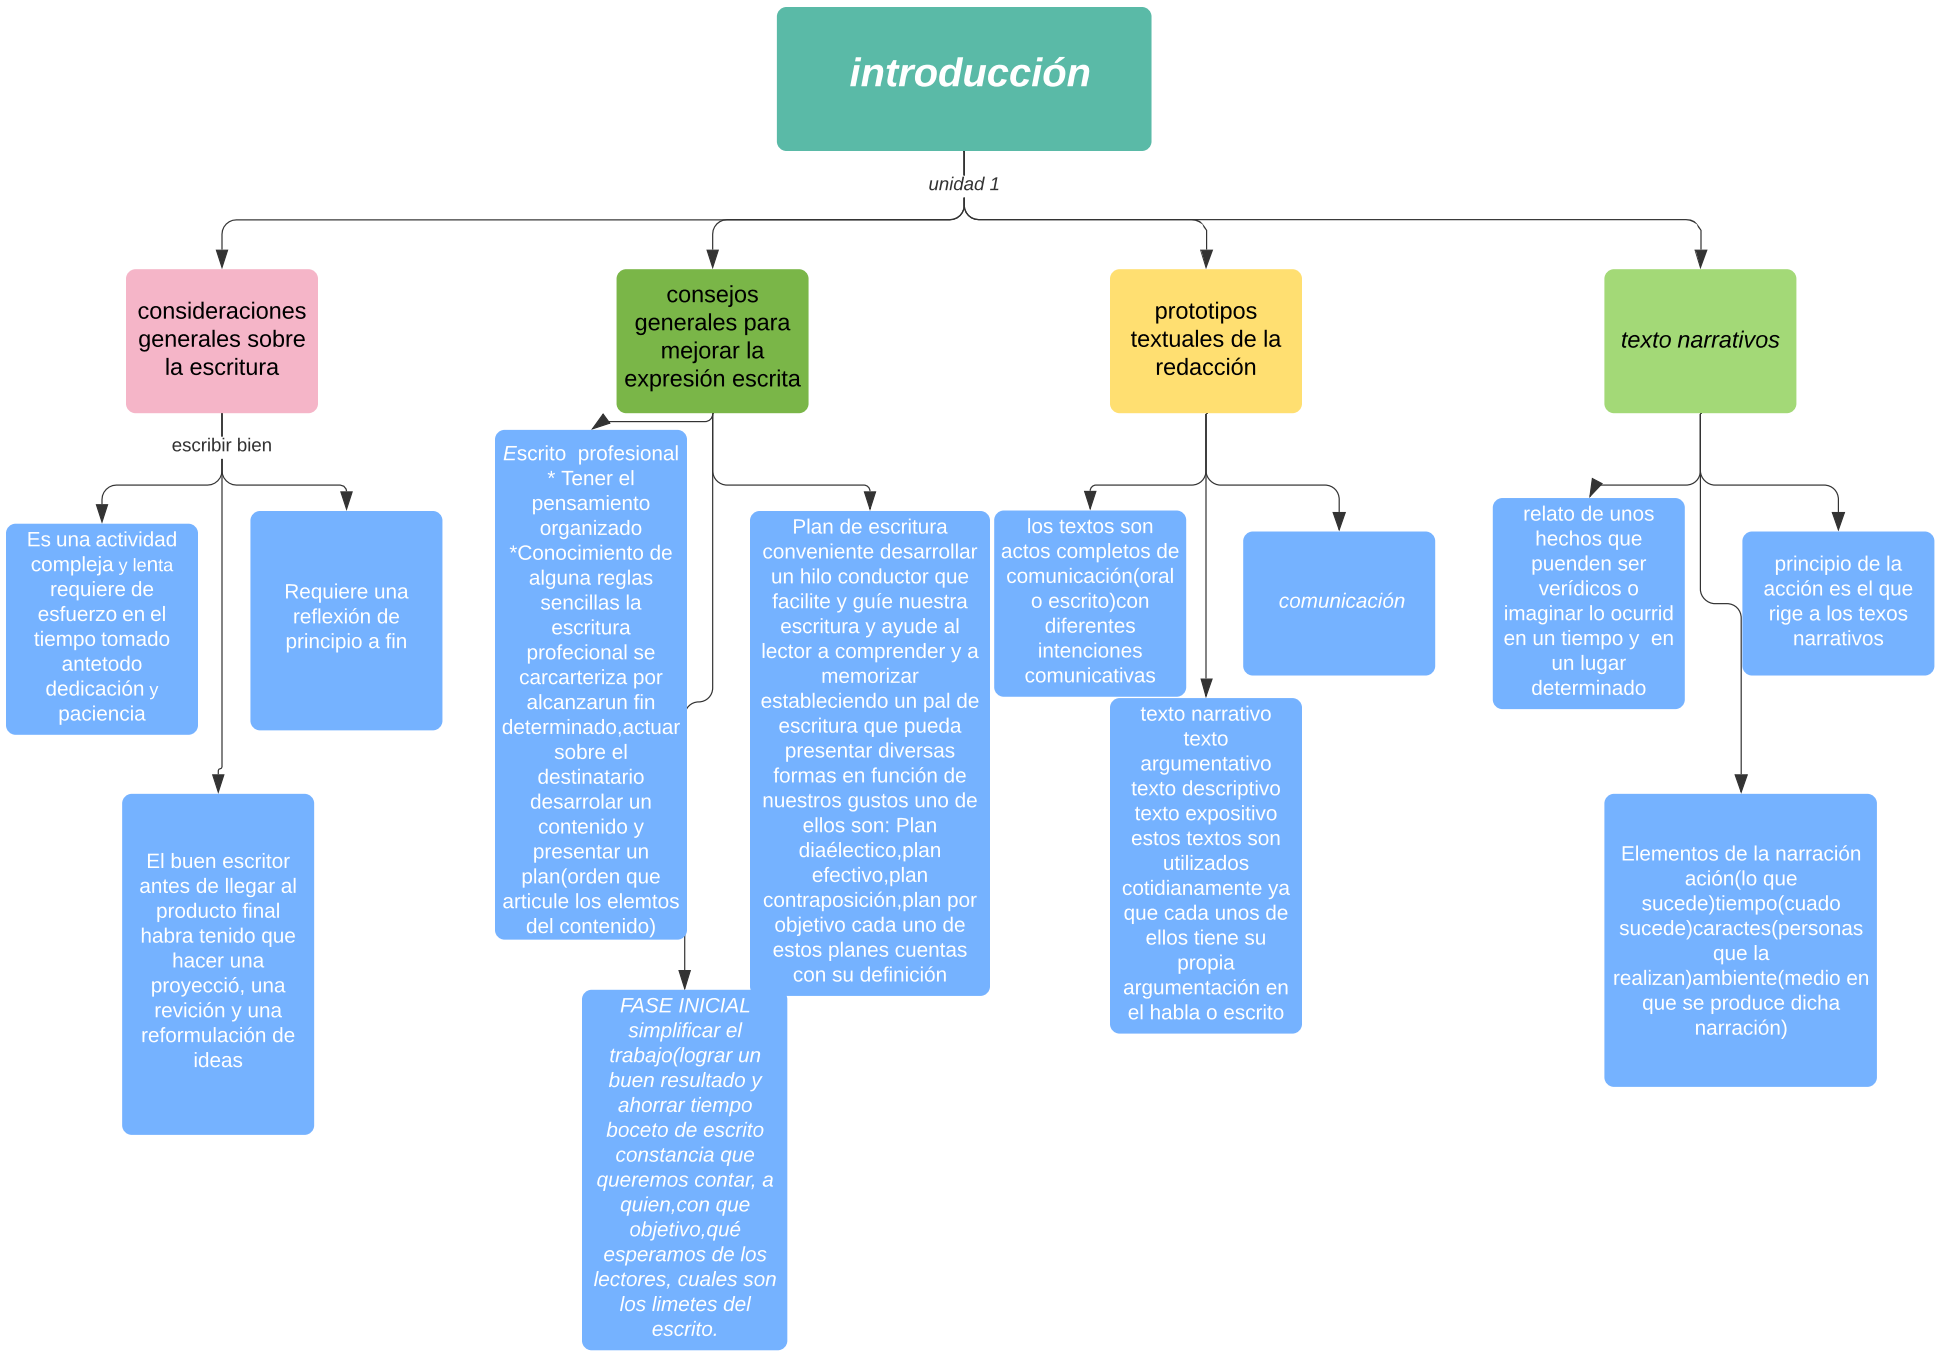 introducción
unidad 1
consideraciones
generales sobre
la escritura
escribir bien
Es una actividad
compleja y lenta
requiere de
esfuerzo en el
tiempo tomado
antetodo
dedicación y
paciencia
Requiere una
reflexión de
principio a fin
El buen escritor
antes de llegar al
producto final
habra tenido que
hacer una
proyecció, una
revición y una
reformulación de
ideas
consejos
generales para
mejorar la
expresión escrita
Escrito  profesional
* Tener el
pensamiento
organizado
*Conocimiento de
alguna reglas
sencillas la
escritura
profecional se
carcarteriza por
alcanzarun fin
determinado,actuar
sobre el
destinatario
desarrolar un
contenido y
presentar un
plan(orden que
articule los elemtos
del contenido)
Plan de escritura
conveniente desarrollar
un hilo conductor que
facilite y guíe nuestra
escritura y ayude al
lector a comprender y a
memorizar
estableciendo un pal de
escritura que pueda
presentar diversas
formas en función de
nuestros gustos uno de
ellos son: Plan
diaélectico,plan
efectivo,plan
contraposición,plan por
objetivo cada uno de
estos planes cuentas
con su definición
FASE INICIAL
simplificar el
trabajo(lograr un
buen resultado y
ahorrar tiempo
boceto de escrito
constancia que
queremos contar, a
quien,con que
objetivo,qué
esperamos de los
lectores, cuales son
los limetes del
escrito.
prototipos
textuales de la
redacción
los textos son
actos completos de
comunicación(oral
o escrito)con
diferentes
intenciones
comunicativas
comunicación
texto narrativo
texto
argumentativo
texto descriptivo
texto expositivo
estos textos son
utilizados
cotidianamente ya
que cada unos de
ellos tiene su
propia
argumentación en
el habla o escrito
texto narrativos
relato de unos
hechos que
puenden ser
verídicos o
imaginar lo ocurrid
en un tiempo y  en
un lugar
determinado
principio de la
acción es el que
rige a los texos
narrativos
Elementos de la narración
ación(lo que
sucede)tiempo(cuado
sucede)caractes(personas
que la
realizan)ambiente(medio en
que se produce dicha
narración)